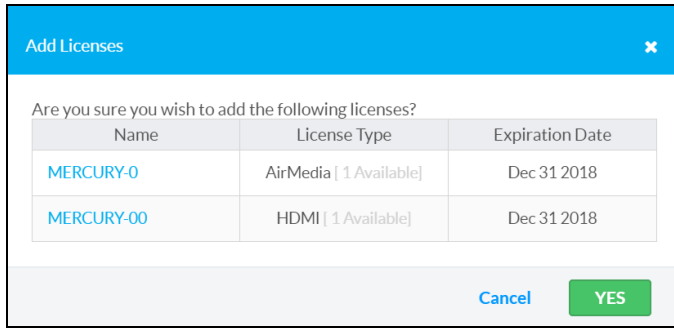 Add Licenses
Are you sure you wish to add the following licenses?
Name License Type Expiration Date
MERCURY-0 AirMedia [ 1 Available] Dec 31 2018
MERCURY-00 HDMI [ 1 Available] Dec 31 2018
Cancel YES